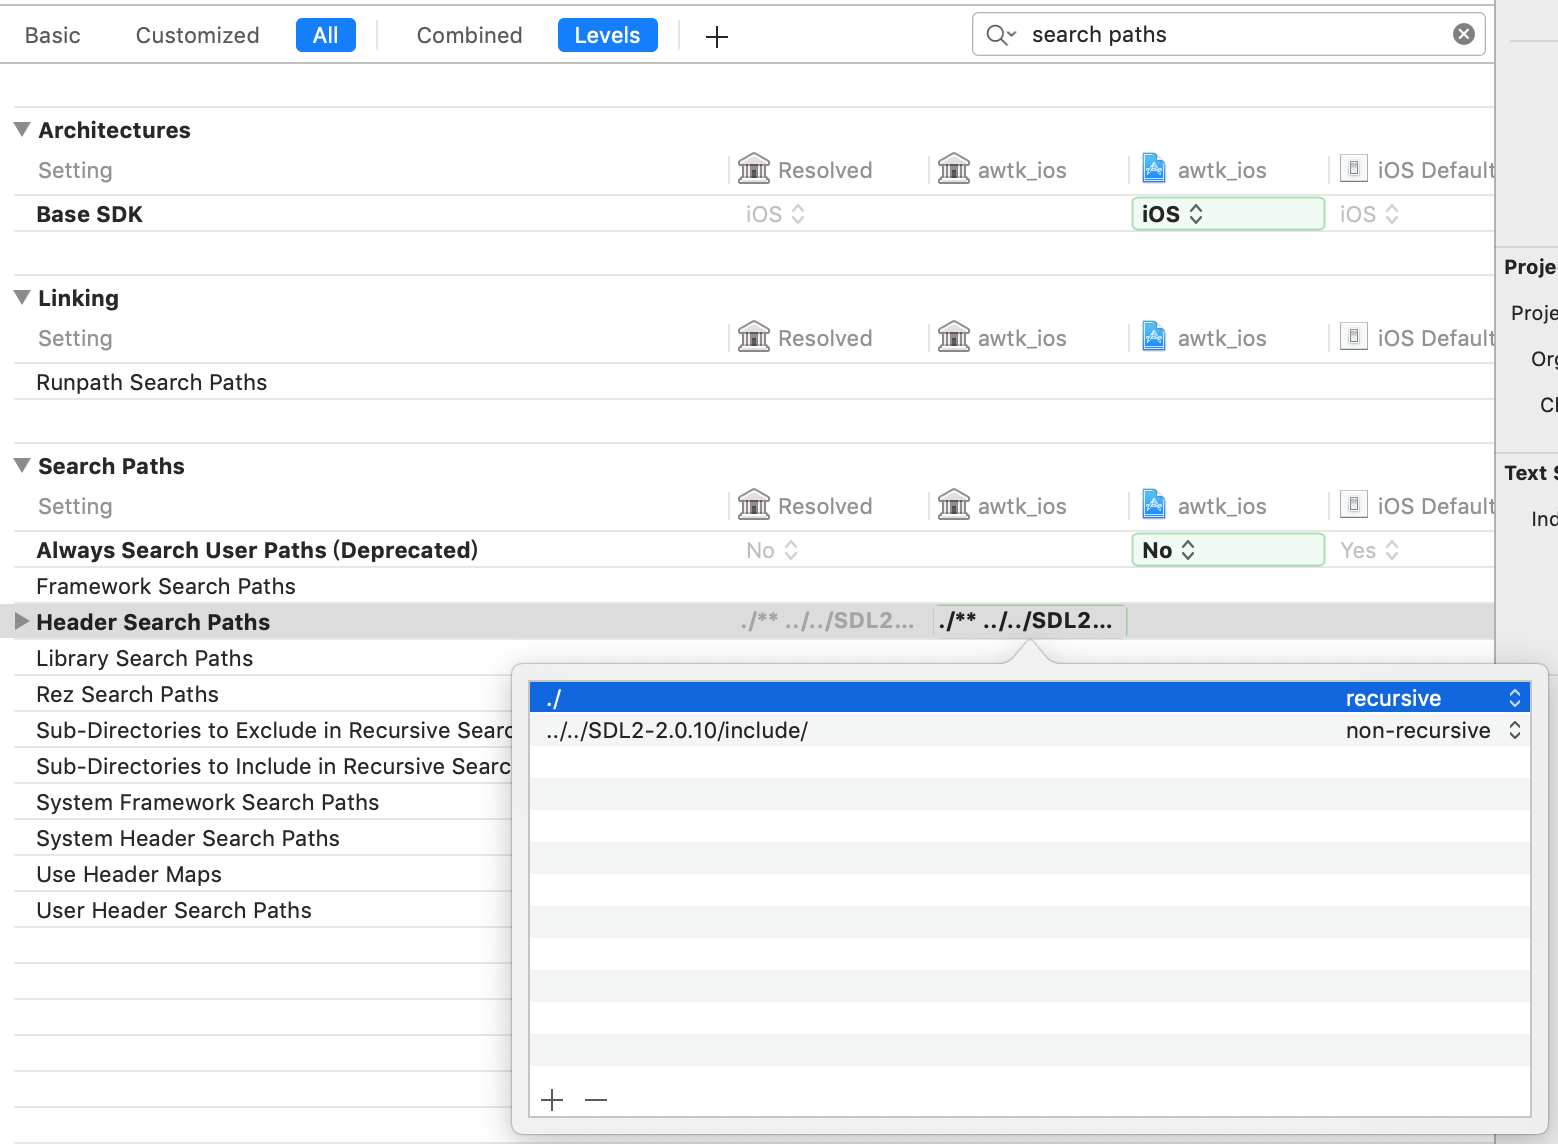 Basic Customized All Combined Levels + search paths
Architectures
Setting Resolved awtk_ios awtk_ios iOS Default
Base SDK iOS iOS iOS
Linking
Setting Resolved awtk_ios awtk_ios iOS Default
Runpath Search Paths
Search Paths
Setting Resolved awtk_ios awtk_ios iOS Default
Always Search User Paths (Deprecated) No No Yes
Framework Search Paths
Header Search Paths ./** ../../SDL2... ./** ../../SDL2...
Library Search Paths
Rez Search Paths
Sub-Directories to Exclude in Recursive Searc
Sub-Directories to Include in Recursive Searc
System Framework Search Paths
System Header Search Paths
Use Header Maps
User Header Search Paths
./ recursive
../../SDL2-2.0.10/include/ non-recursive
Proje
Proje
Org
Cl
Text S
Ind